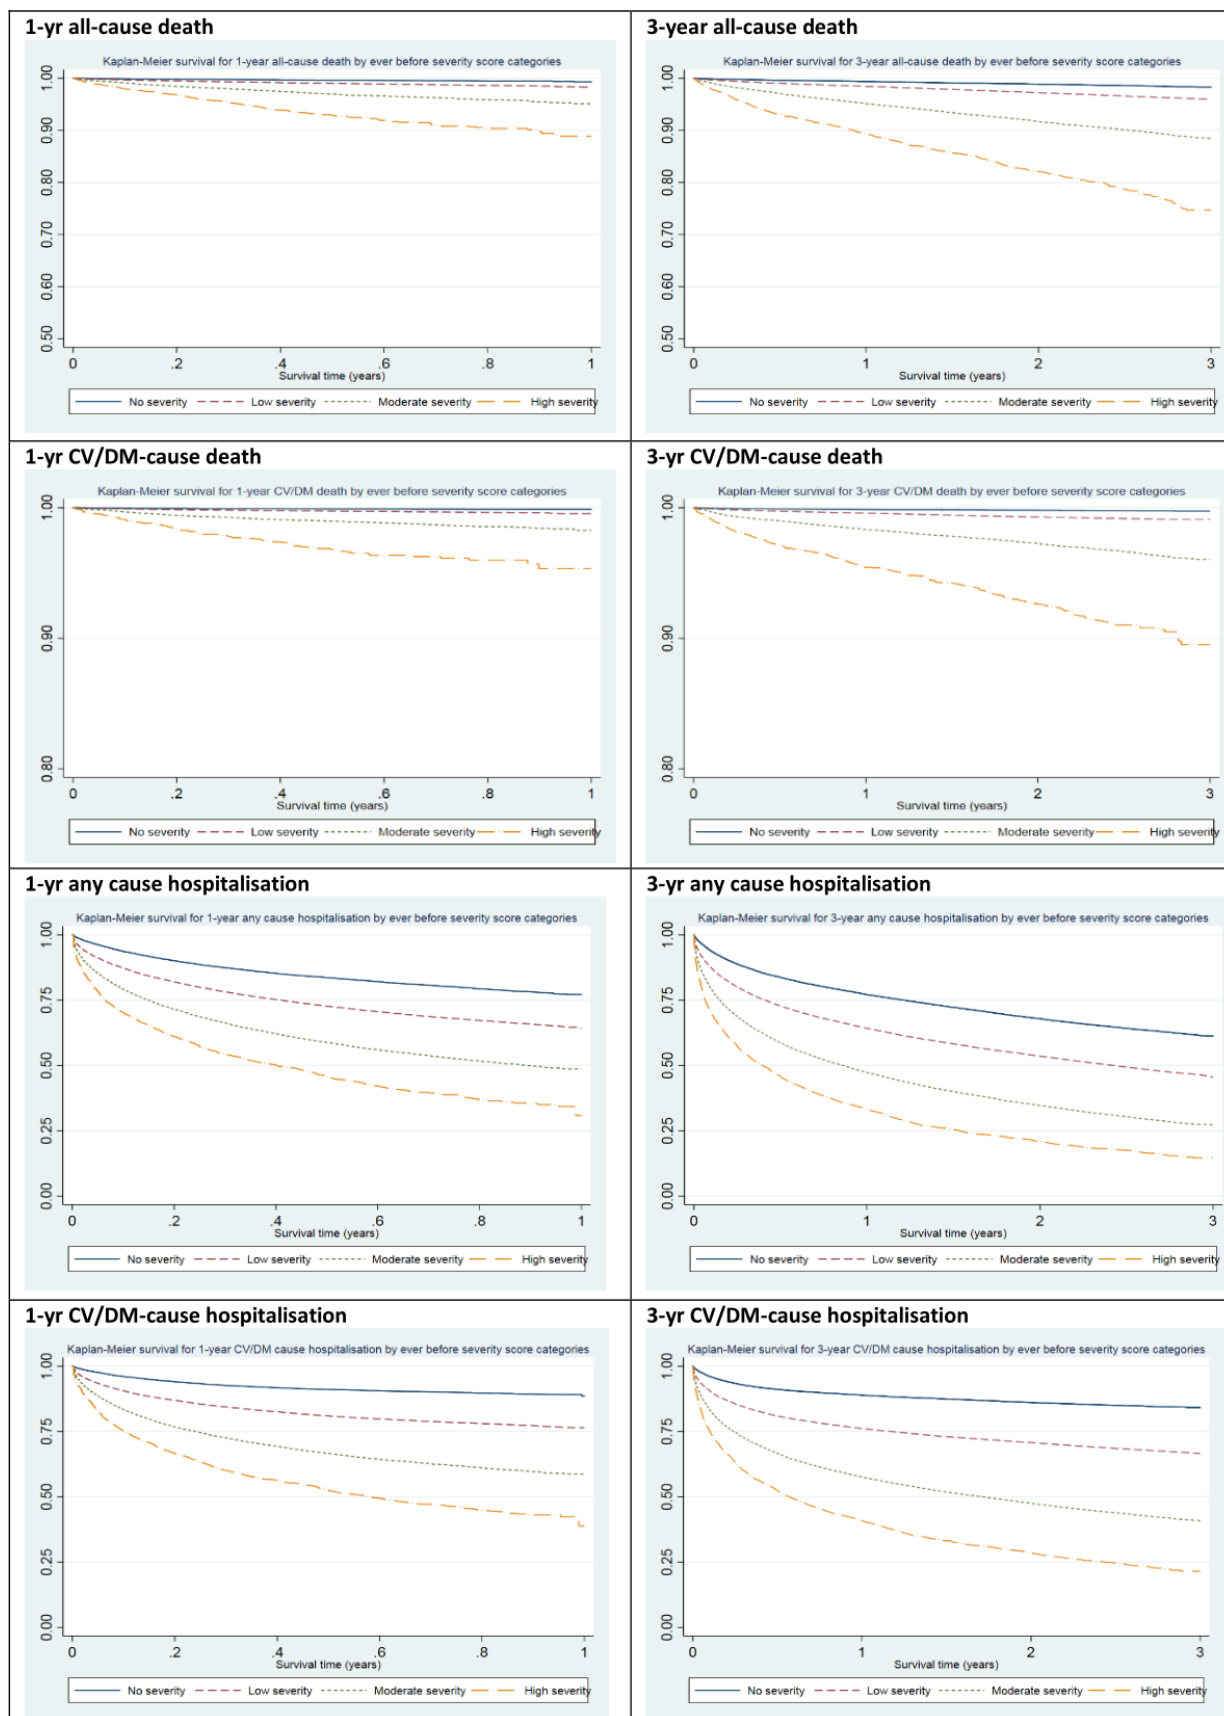 1-yr all-cause death
Kaplan-Meier survival for 1-year all-cause death by ever before severity score categories
1.00
0.90
0.80
0.70
0.60
0.50
0 .2 .4 .6 .8 1
Survival time (years)
No severity Low severity Moderate severity High severity
3-year all-cause death
Kaplan-Meier survival for 3-year all-cause death by ever before severity score categories
1.00
0.90
0.80
0.70
0.60
0.50
0 1 2 3
Survival time (years)
No severity Low severity Moderate severity High severity
1-yr CV/DM-cause death
Kaplan-Meier survival for 1-year CV/DM death by ever before severity score categories
1.00
0.90
0.80
0 .2 .4 .6 .8 1
Survival time (years)
No severity Low severity Moderate severity High severity
3-yr CV/DM-cause death
Kaplan-Meier survival for 3-year CV/DM death by ever before severity score categories
1.00
0.90
0.80
0 1 2 3
Survival time (years)
No severity Low severity Moderate severity High severity
1-yr any cause hospitalisation
Kaplan-Meier survival for 1-year any cause hospitalisation by ever before severity score categories
1.00
0.75
0.50
0.25
0.00
0 .2 .4 .6 .8 1
Survival time (years)
No severity Low severity Moderate severity High severity
3-yr any cause hospitalisation
Kaplan-Meier survival for 3-year any cause hospitalisation by ever before severity score categories
1.00
0.75
0.50
0.25
0.00
0 1 2 3
Survival time (years)
No severity Low severity Moderate severity High severity
1-yr CV/DM-cause hospitalisation
Kaplan-Meier survival for 1-year CV/DM cause hospitalisation by ever before severity score categories
1.00
0.75
0.50
0.25
0.00
0 .2 .4 .6 .8 1
Survival time (years)
No severity Low severity Moderate severity High severity
3-yr CV/DM-cause hospitalisation
Kaplan-Meier survival for 3-year CV/DM cause hospitalisation by ever before severity score categories
1.00
0.75
0.50
0.25
0.00
0 1 2 3
Survival time (years)
No severity Low severity Moderate severity High severity